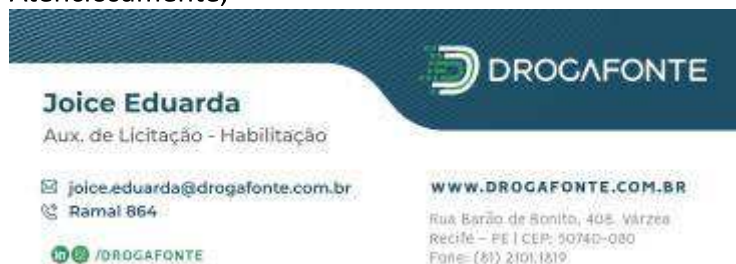 Atenciosamente,
DROGAFONTE
Joice Eduarda
Aux. de Licitação - Habilitação
joice.eduarda@drogafonte.com.br
Ramal 864
/DROGAFONTE
WWW.DROGAFONTE.COM.BR
Rua Barão de Bonito, 408. Várzea
Recife – PE | CEP: 50740-080
Fone: (81) 2101.1819